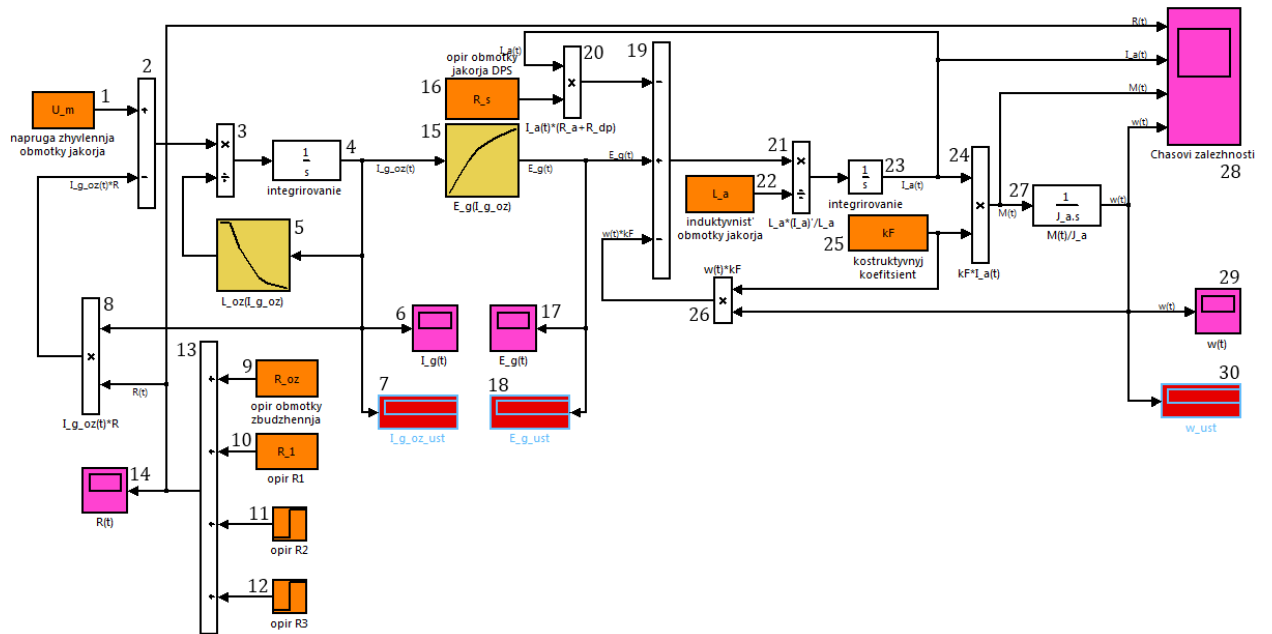 R(t)
I_a(t)
I_a(t)
M(t)
w(t)
Chasovi zalezhnosti
28
1
U_m
napruga zhyvlennja
obmotky jakorja
2
+
-
I_g_oz(t)*R
3
×
÷
1
s
4
integrirovanie
I_g_oz(t)
5
L_oz(I_g_oz)
opir obmotky
jakorja DPS
16
R_s
20
×
I_a(t)*(R_a+R_dp)
15
E_g(t)
E_g(I_g_oz)
19
-
+
-
E_g(t)
w(t)*kF
21
×
÷
22
L_a
induktyvnist'
obmotky jakorja
L_a*(I_a)'/L_a
1
s
23
I_a(t)
integrirovanie
24
×
kF*I_a(t)
25
kF
kostruktyvnyj
koefitsient
27
M(t)
1
J_a.s
w(t)
M(t)/J_a
w(t)*kF
×
26
w(t)
29
w(t)
30
w_ust
6
I_g(t)
7
I_g_oz_ust
17
E_g(t)
18
E_g_ust
8
×
R(t)
I_g_oz(t)*R
13
+
+
+
+
9
R_oz
opir obmotky
zbudzhennja
10
R_1
opir R1
11
opir R2
12
opir R3
14
R(t)